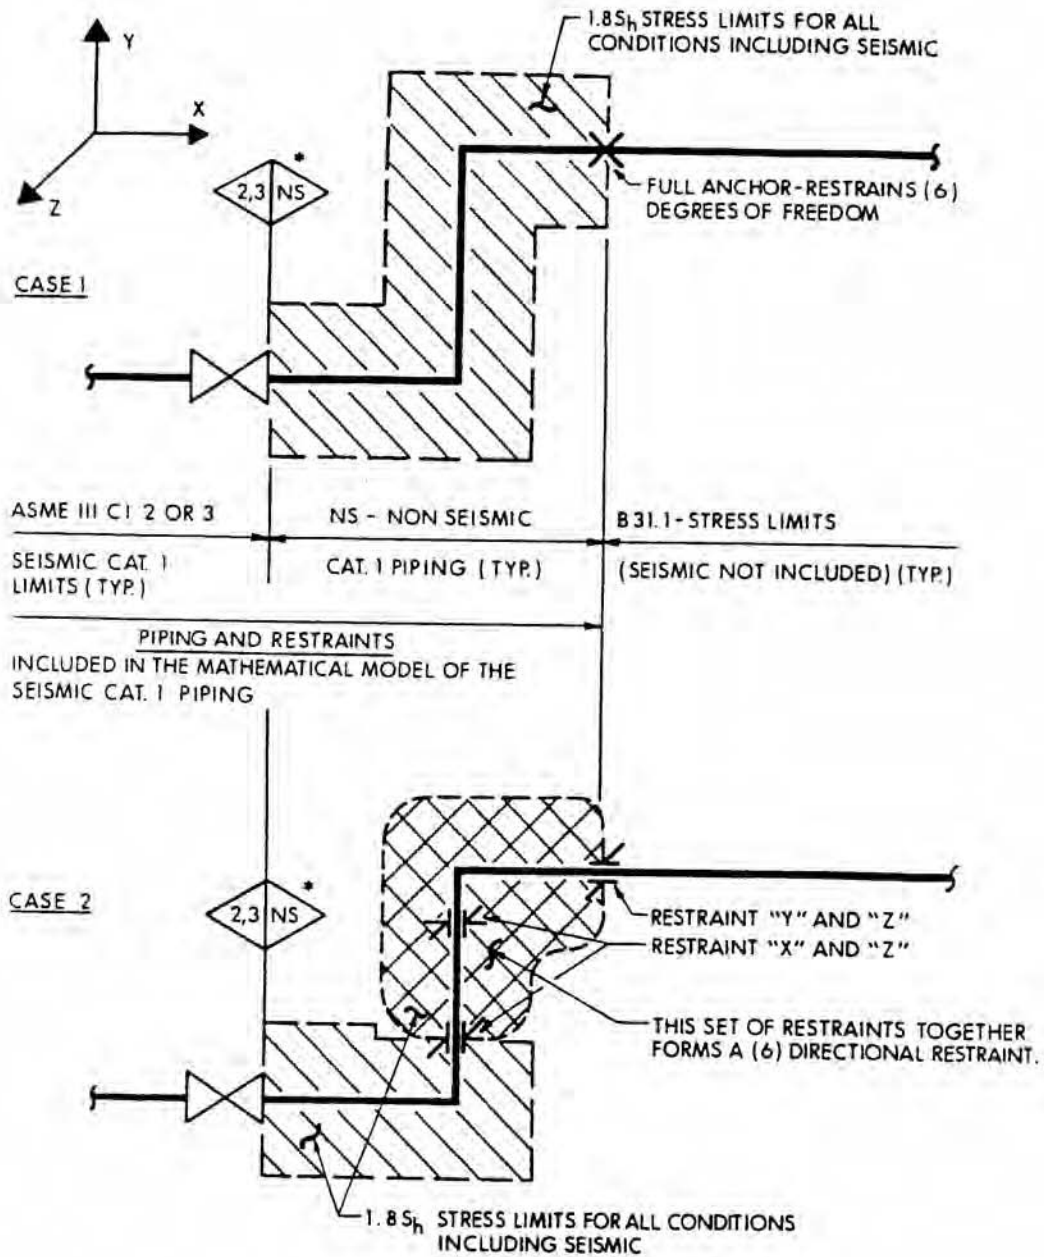 1.8Sh STRESS LIMITS FOR ALL
CONDITIONS INCLUDING SEISMIC
Y
X
Z
*
2,3 NS
FULL ANCHOR-RESTRAINS (6)
DEGREES OF FREEDOM
CASE 1
ASME III Cl 2 OR 3
NS - NON SEISMIC
B31.1-STRESS LIMITS
SEISMIC CAT. 1
LIMITS (TYP.)
CAT. 1 PIPING (TYP.)
(SEISMIC NOT INCLUDED) (TYP.)
PIPING AND RESTRAINTS
INCLUDED IN THE MATHEMATICAL MODEL OF THE
SEISMIC CAT. 1 PIPING
CASE 2
*
2,3 NS
RESTRAINT "Y" AND "Z"
RESTRAINT "X" AND "Z"
THIS SET OF RESTRAINTS TOGETHER
FORMS A (6) DIRECTIONAL RESTRAINT.
1.8Sh STRESS LIMITS FOR ALL CONDITIONS
INCLUDING SEISMIC